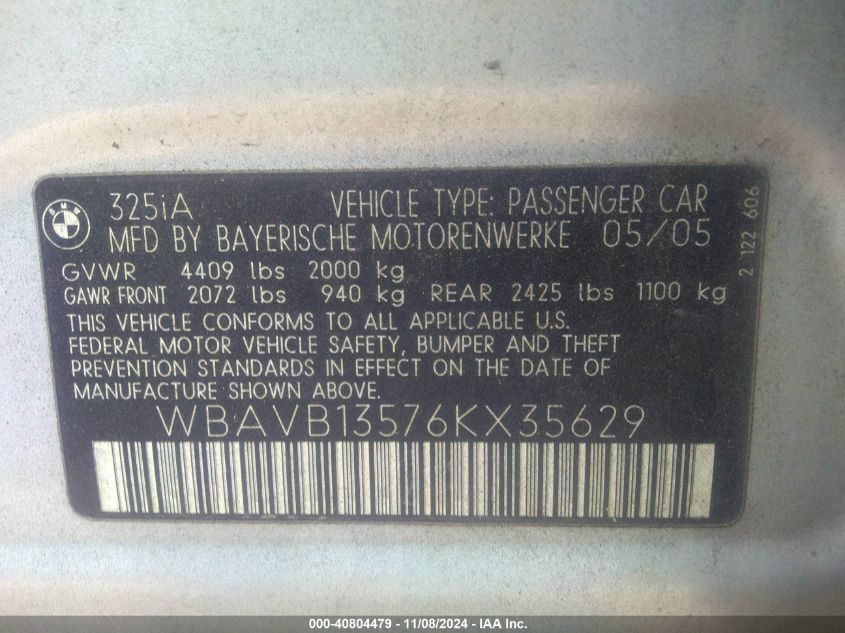 BMW
325iA VEHICLE TYPE: PASSENGER CAR
MFD BY BAYERISCHE MOTORENWERKE 05/05
GVWR 4409 lbs 2000 kg
GAWR FRONT 2072 lbs 940 kg REAR 2425 lbs 1100 kg
THIS VEHICLE CONFORMS TO ALL APPLICABLE U.S.
FEDERAL MOTOR VEHICLE SAFETY, BUMPER AND THEFT
PREVENTION STANDARDS IN EFFECT ON THE DATE OF
MANUFACTURE SHOWN ABOVE.
WBAVB13576KX35629
2 122 606
000-40804479 - 11/08/2024 - IAA Inc.